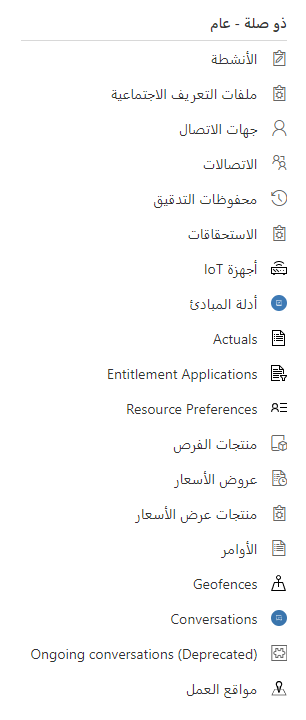 ذو صلة - عام
الأنشطة
ملفات التعريف الاجتماعية
جهات الاتصال
الاتصالات
محفوظات التدقيق
الاستحقاقات
أجهزة IoT
أدلة المبادئ
Actuals
Entitlement Applications
Resource Preferences
منتجات الفرص
عروض الأسعار
منتجات عرض الأسعار
الأوامر
Geofences
Conversations
Ongoing conversations (Deprecated)
مواقع العمل